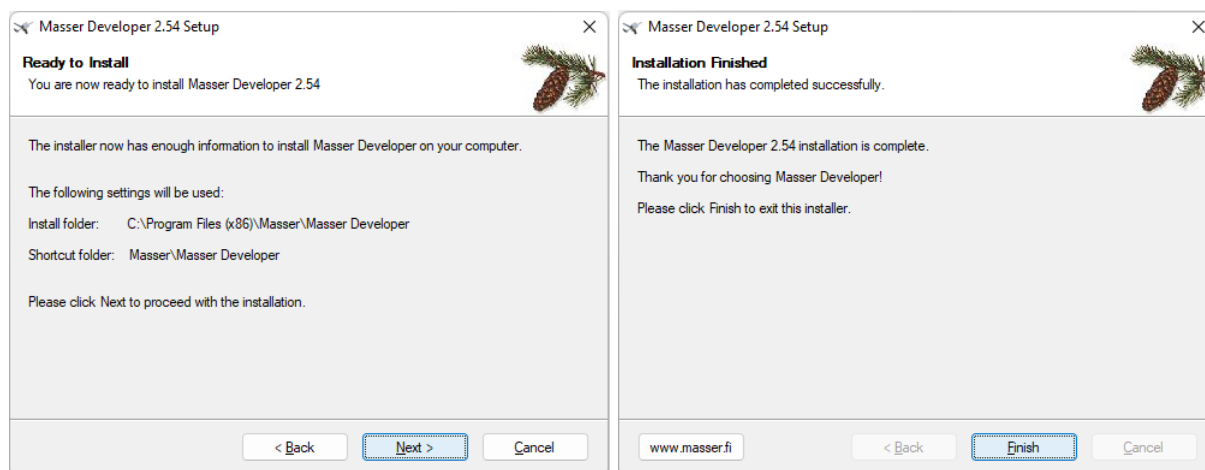 Masser Developer 2.54 Setup
Ready to Install
You are now ready to install Masser Developer 2.54
The installer now has enough information to install Masser Developer on your computer.
The following settings will be used:
Install folder: C:\Program Files (x86)\Masser\Masser Developer
Shortcut folder: Masser\Masser Developer
Please click Next to proceed with the installation.
< Back Next > Cancel
Masser Developer 2.54 Setup
Installation Finished
The installation has completed successfully.
The Masser Developer 2.54 installation is complete.
Thank you for choosing Masser Developer!
Please click Finish to exit this installer.
www.masser.fi < Back Finish Cancel